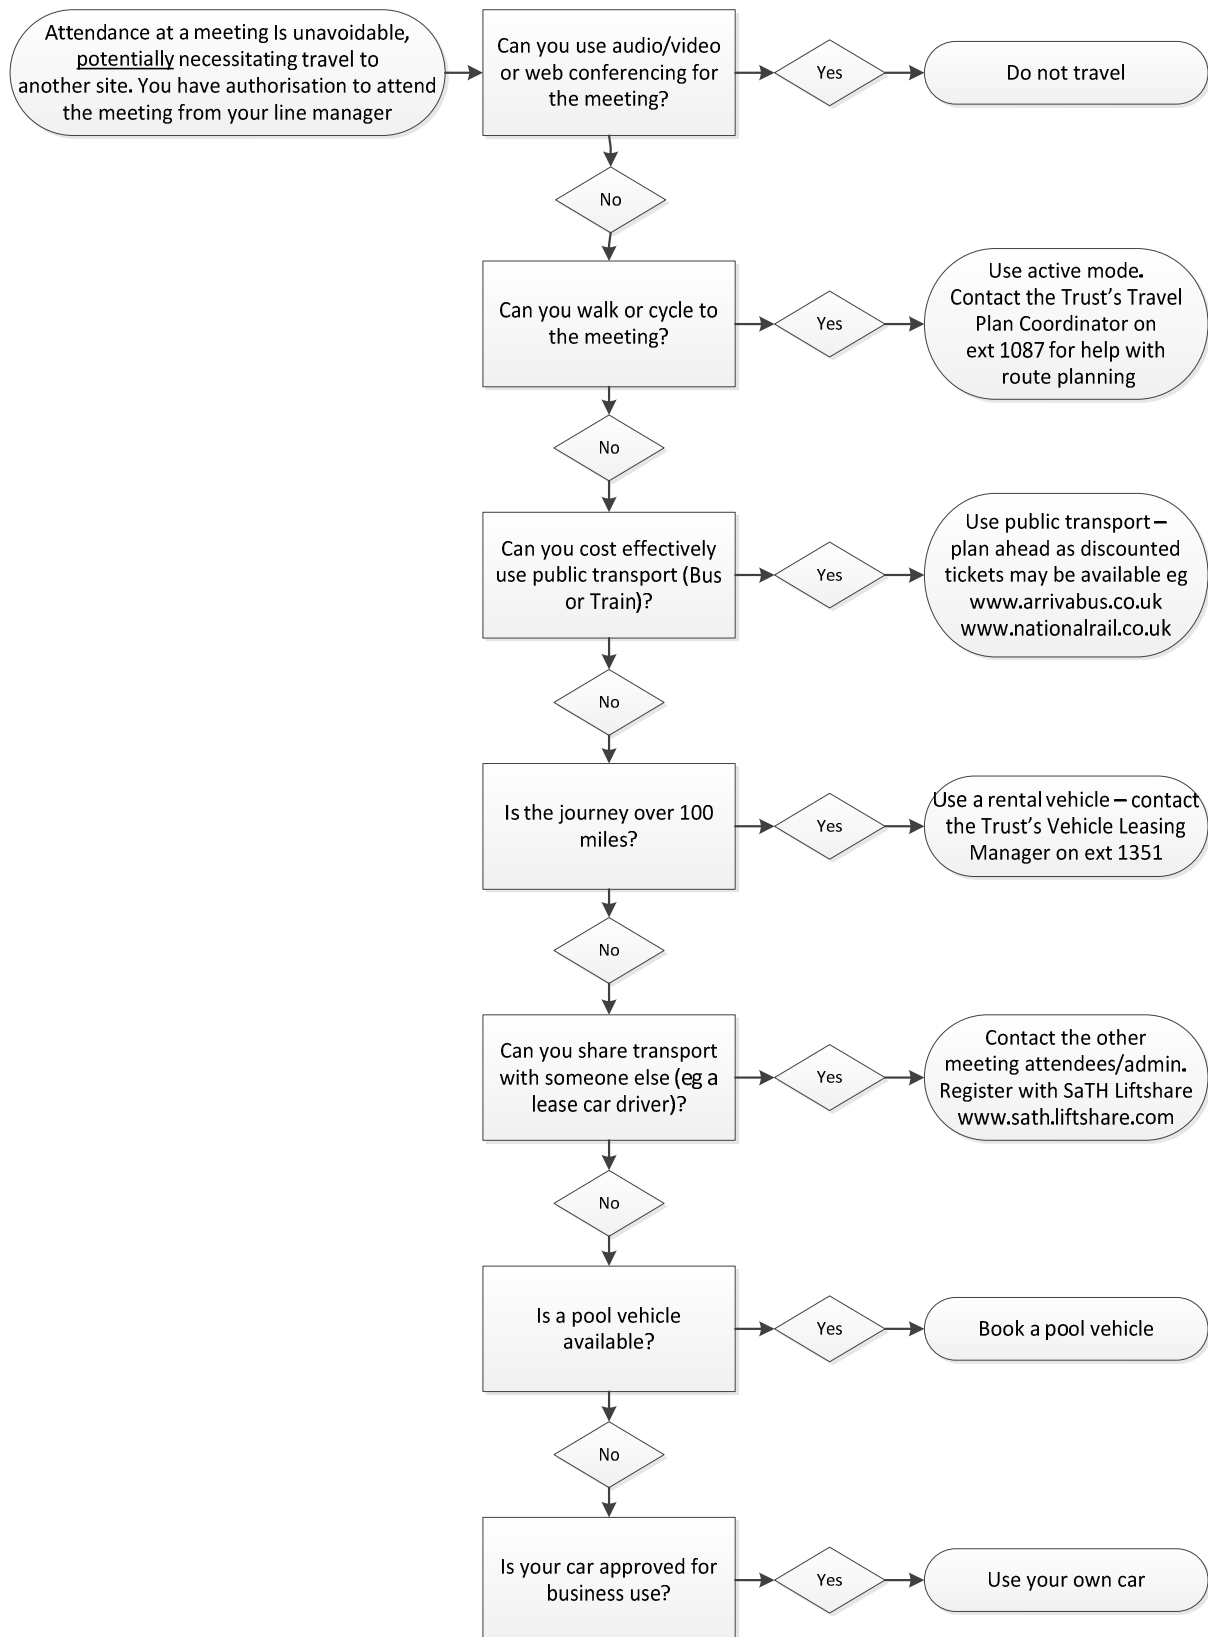 Attendance at a meeting Is unavoidable,
potentially necessitating travel to
another site. You have authorisation to attend
the meeting from your line manager
Can you use audio/video
or web conferencing for
the meeting?
Yes
Do not travel
No
Can you walk or cycle to
the meeting?
Yes
Use active mode.
Contact the Trust’s Travel
Plan Coordinator on
ext 1087 for help with
route planning
No
Can you cost effectively
use public transport (Bus
or Train)?
Yes
Use public transport –
plan ahead as discounted
tickets may be available eg
www.arrivabus.co.uk
www.nationalrail.co.uk
No
Is the journey over 100
miles?
Yes
Use a rental vehicle – contact
the Trust’s Vehicle Leasing
Manager on ext 1351
No
Can you share transport
with someone else (eg a
lease car driver)?
Yes
Contact the other
meeting attendees/admin.
Register with SaTH Liftshare
www.sath.liftshare.com
No
Is a pool vehicle
available?
Yes
Book a pool vehicle
No
Is your car approved for
business use?
Yes
Use your own car